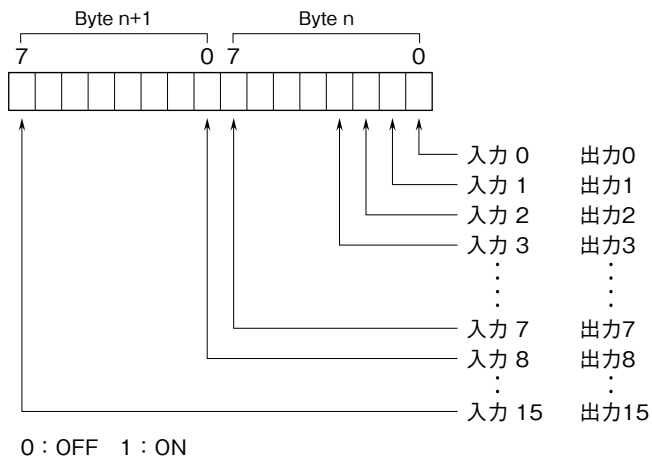 Byte n+1 Byte n
7 0 7 0
入力 0 出力0
入力 1 出力1
入力 2 出力2
入力 3 出力3
入力 7 出力7
入力 8 出力8
入力 15 出力15
0：OFF 1：ON